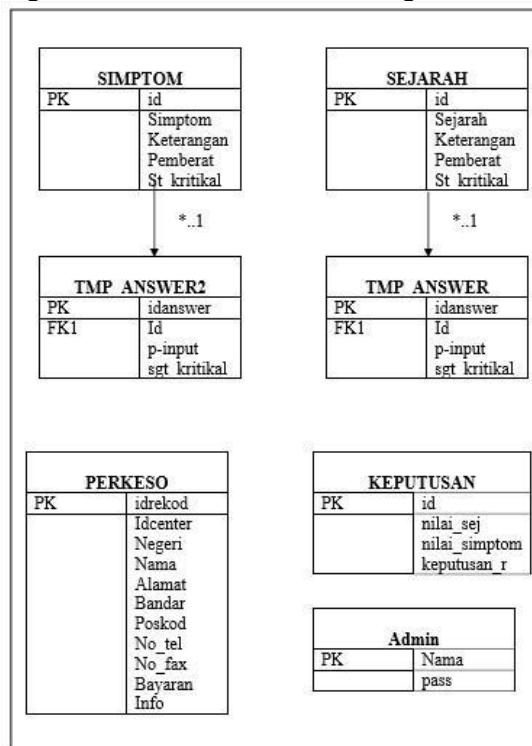 SIMPTOM
PK id
Simptom
Keterangan
Pemberat
St_kritikal
*..1
TMP_ANSWER2
PK idanswer
FK1 Id
p-input
sgt_kritikal
SEJARAH
PK id
Sejarah
Keterangan
Pemberat
St_kritikal
*..1
TMP_ANSWER
PK idanswer
FK1 Id
p-input
sgt_kritikal
PERKESO
PK idrekod
Idcenter
Negeri
Nama
Alamat
Bandar
Poskod
No_tel
No_fax
Bayaran
Info
KEPUTUSAN
PK id
nilai_sej
nilai_simptom
keputusan_r
Admin
PK Nama
pass